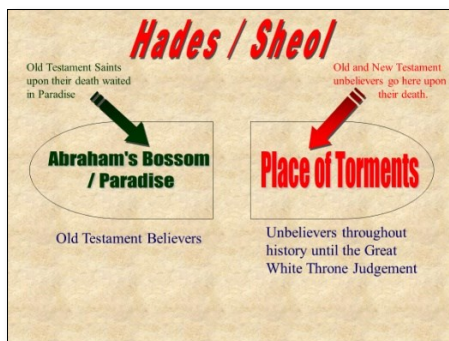 Hades / Sheol
Old Testament Saints
upon their death waited
in Paradise
Old and New Testament
unbelievers go here upon
their death.
Abraham's Bossom
/ Paradise
Place of Torments
Old Testament Believers
Unbelievers throughout
history until the Great
White Throne Judgement